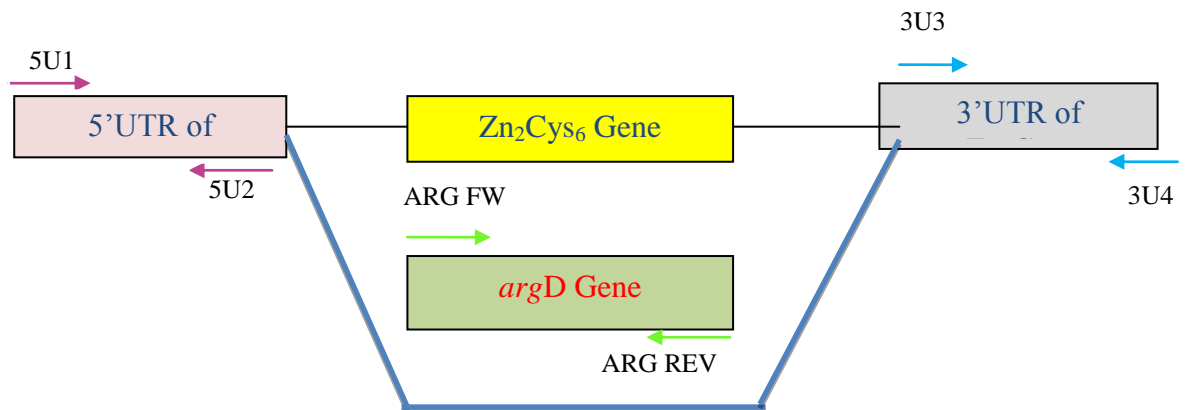 5U1
3U3
5'UTR of
Zn₂Cys₆ Gene
3'UTR of
5U2
ARG FW
3U4
argD Gene
ARG REV